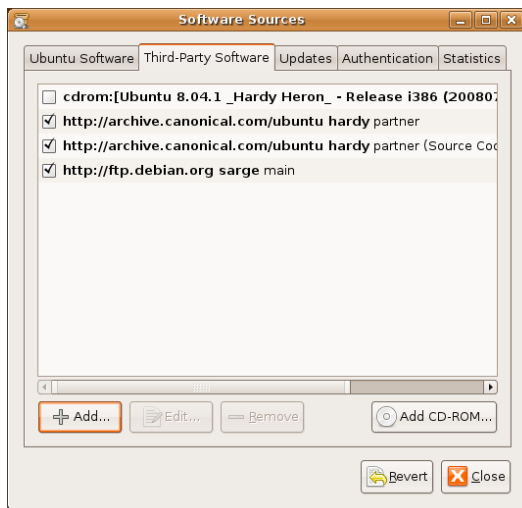 Software Sources
Ubuntu Software Third-Party Software Updates Authentication Statistics
cdrom:[Ubuntu 8.04.1 _Hardy Heron_ - Release i386 (200807
http://archive.canonical.com/ubuntu hardy partner
http://archive.canonical.com/ubuntu hardy partner (Source Cod
http://ftp.debian.org sarge main
Add... Edit... Remove Add CD-ROM...
Revert Close